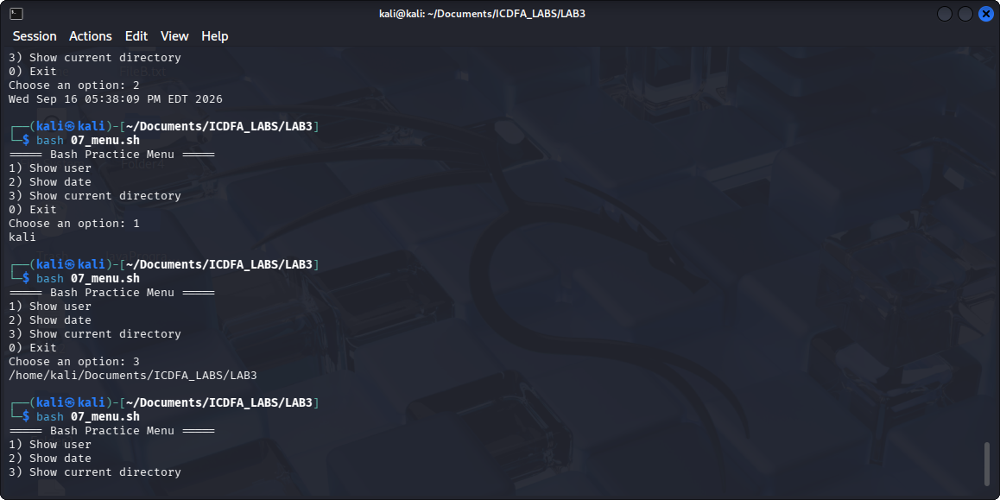 kali@kali: ~/Documents/ICDFA_LABS/LAB3
Session Actions Edit View Help
3) Show current directory
0) Exit
Choose an option: 2
Wed Sep 16 05:38:09 PM EDT 2026
┌──(kali㉿kali)-[~/Documents/ICDFA_LABS/LAB3]
└─$ bash 07_menu.sh
===== Bash Practice Menu =====
1) Show user
2) Show date
3) Show current directory
0) Exit
Choose an option: 1
kali
┌──(kali㉿kali)-[~/Documents/ICDFA_LABS/LAB3]
└─$ bash 07_menu.sh
===== Bash Practice Menu =====
1) Show user
2) Show date
3) Show current directory
0) Exit
Choose an option: 3
/home/kali/Documents/ICDFA_LABS/LAB3
┌──(kali㉿kali)-[~/Documents/ICDFA_LABS/LAB3]
└─$ bash 07_menu.sh
===== Bash Practice Menu =====
1) Show user
2) Show date
3) Show current directory